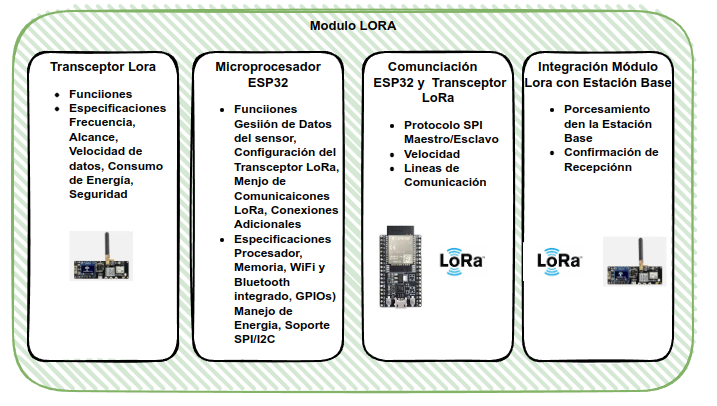 Modulo LORA
Transceptor Lora
Funciiones
Especificaciones
Frecuencia,
Alcance,
Velocidad de
datos, Consumo
de Energía,
Seguridad
Microprocesador
ESP32
Funciiones
Gesiión de Datos
del sensor,
Configuración del
Transceptor LoRa,
Menjo de
Comunicaicones
LoRa, Conexiones
Adicionales
Especificaciones
Procesador,
Memoria, WiFi y
Bluetooth
integrado, GPIOs)
Manejo de
Energia, Soporte
SPI/I2C
Comunciación
ESP32 y Transceptor
LoRa
Protocolo SPI
Maestro/Esclavo
Velocidad
Lineas de
Comunicación
LoRa
Integración Módulo
Lora con Estación Base
Porcesamiento
den la Estación
Base
Confirmación de
Recepciónn
LoRa